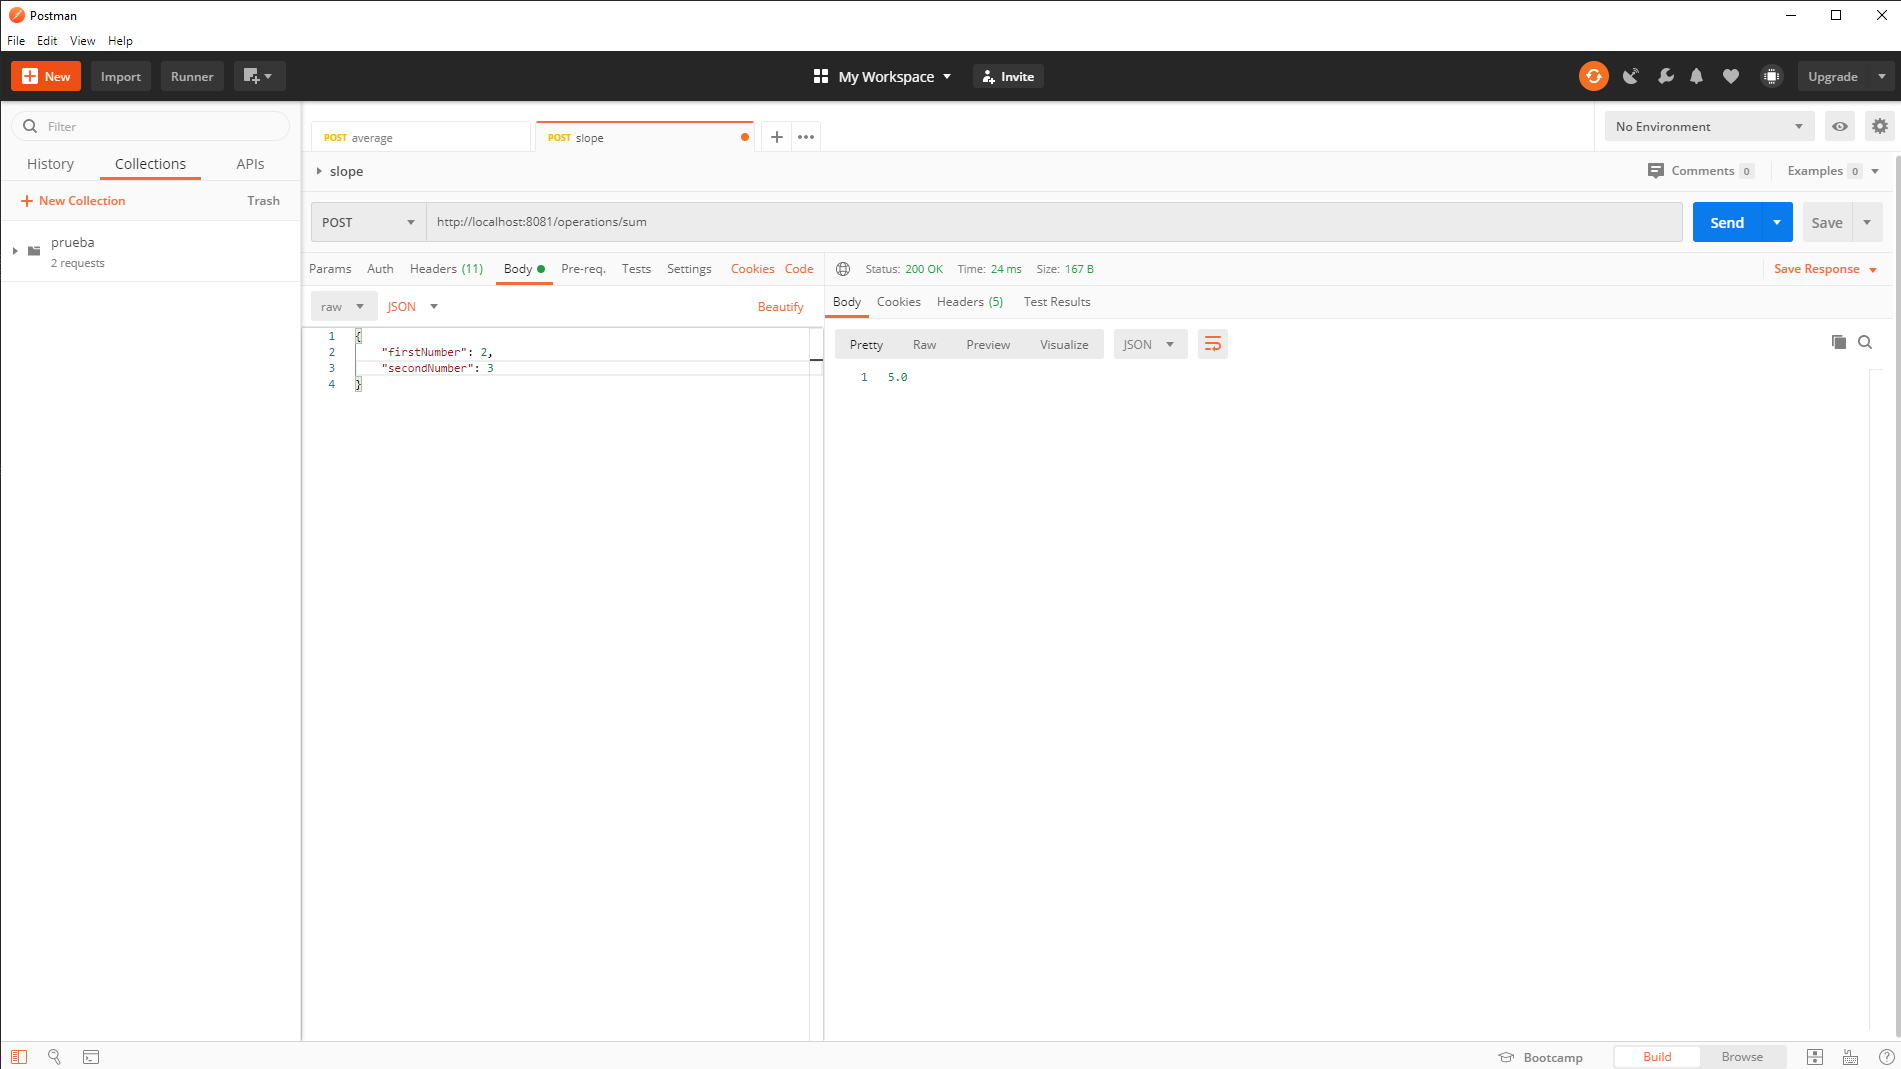 Postman
File Edit View Help
New Import Runner My Workspace Invite Upgrade
Filter
History Collections APIs
New Collection Trash
prueba
2 requests
POST average POST slope
No Environment
slope Comments 0 Examples 0
POST http://localhost:8081/operations/sum Send Save
Params Auth Headers (11) Body Pre-req. Tests Settings Cookies Code
raw JSON Beautify
1 {
2 "firstNumber": 2,
3 "secondNumber": 3
4 }
Status: 200 OK Time: 24 ms Size: 167 B Save Response
Body Cookies Headers (5) Test Results
Pretty Raw Preview Visualize JSON
1 5.0
Bootcamp Build Browse